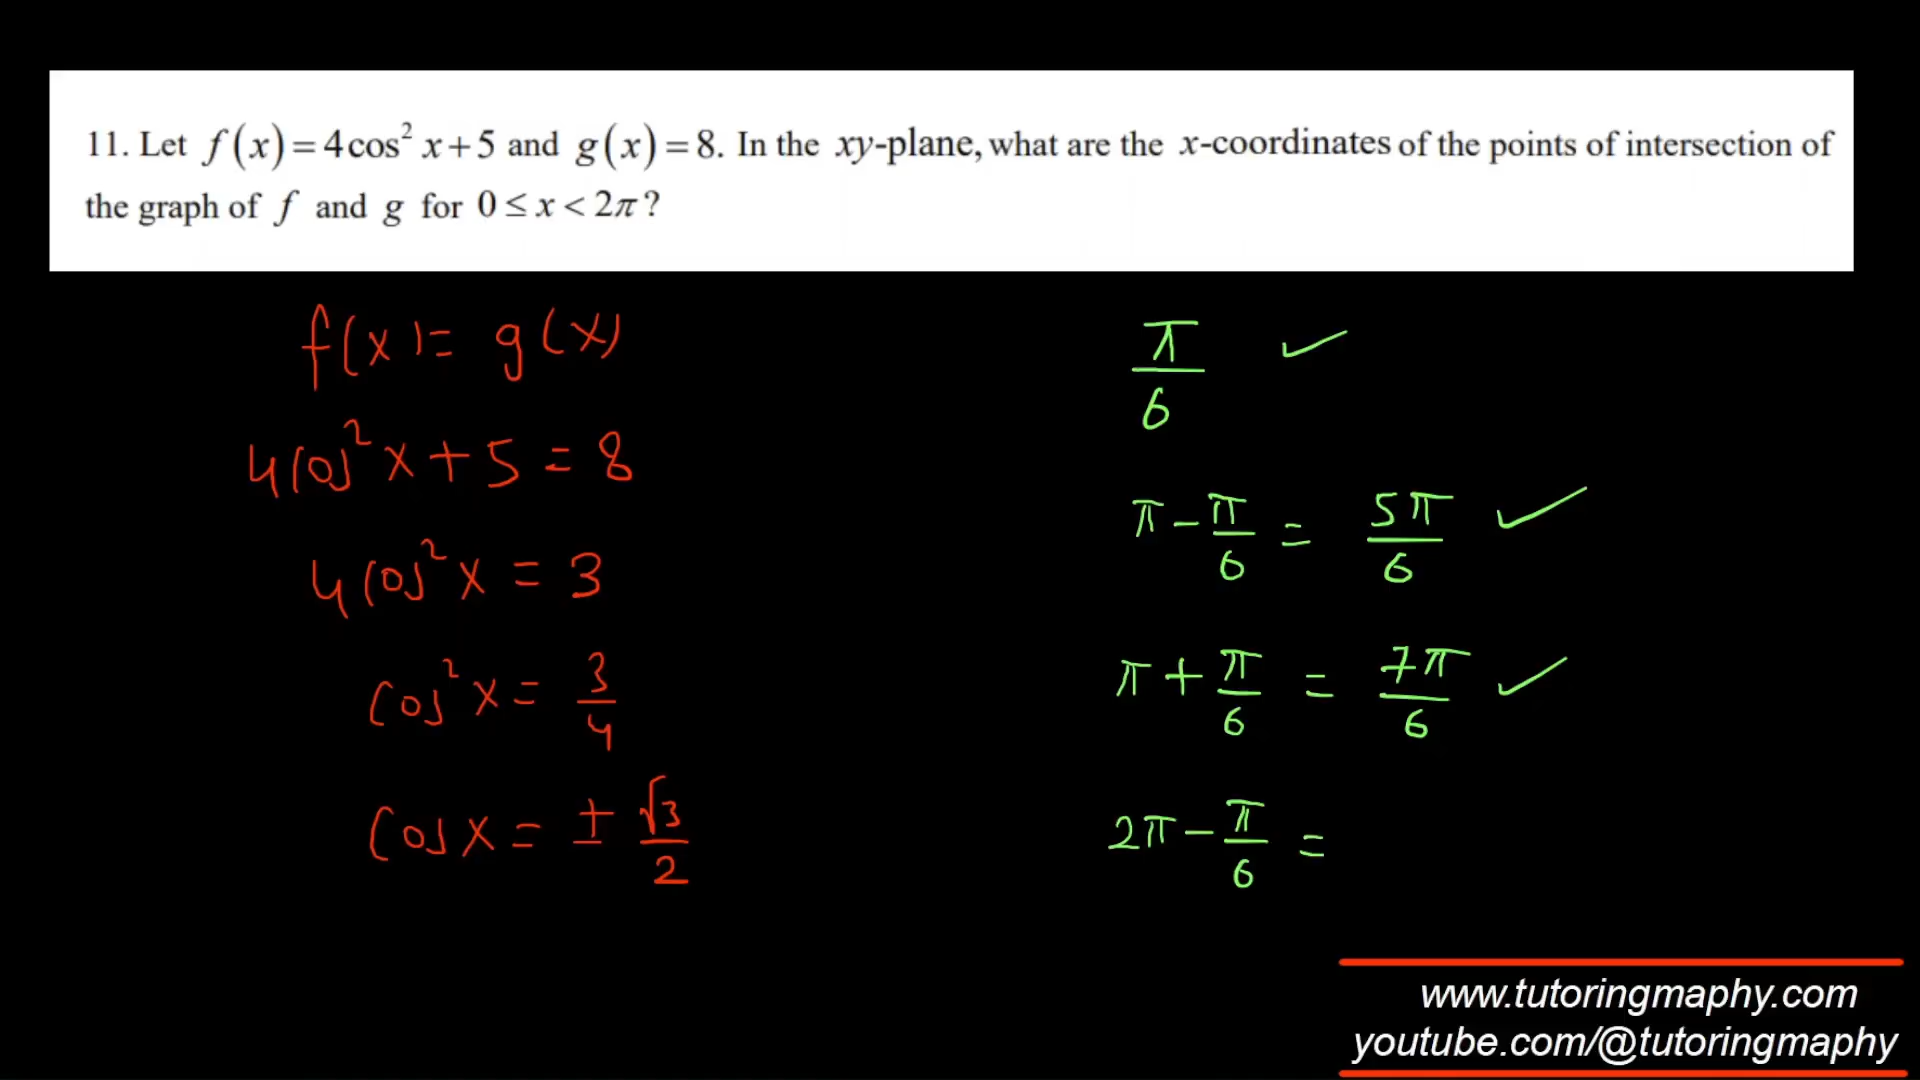 11. Let f(x)=4cos² x+5 and g(x)=8. In the xy-plane, what are the x-coordinates of the points of intersection of
the graph of f and g for 0≤x<2π?
f(x)= g(x)
4cos²x+5=8
4cos²x=3
cos²x=3/4
cosx=±√3/2
π/6 ✓
π-π/6=5π/6 ✓
π+π/6=7π/6 ✓
2π-π/6=
www.tutoringmaphy.com
youtube.com/@tutoringmaphy